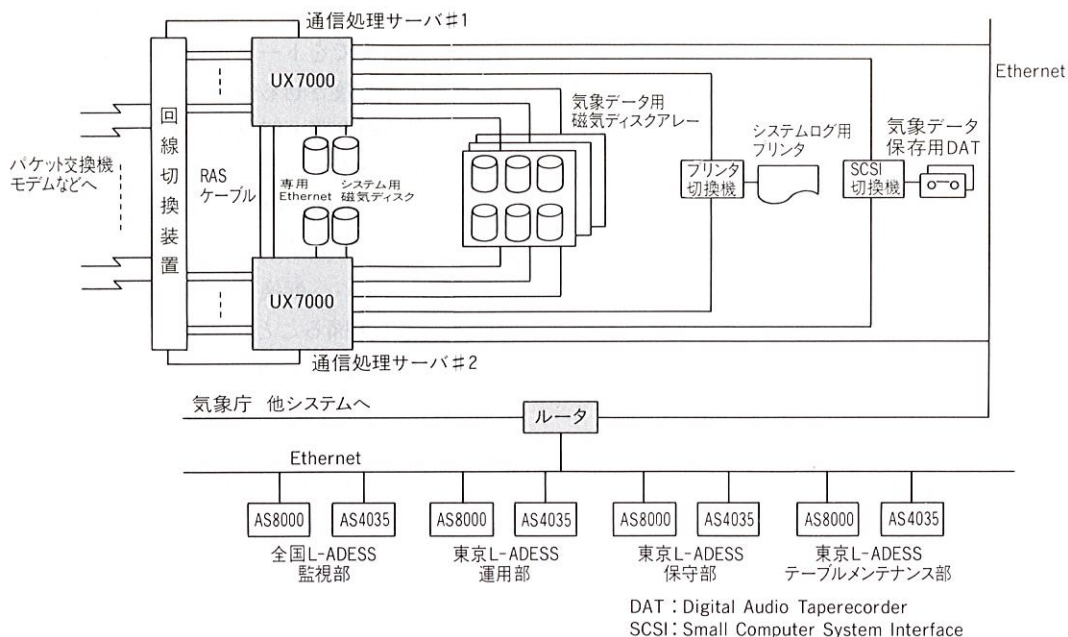 通信処理サーバ#1
UX7000
Ethernet
回線切換装置
気象データ用
磁気ディスクアレー
システムログ用
プリンタ
気象データ
保存用DAT
パケット交換機
モデムなどへ
RAS
ケーブル
専用
Ethernet
システム用
磁気ディスク
プリンタ
切換機
SCSI
切換機
UX7000
通信処理サーバ#2
気象庁 他システムへ
ルータ
Ethernet
AS8000
AS4035
AS8000
AS4035
AS8000
AS4035
AS8000
AS4035
全国L-ADESS
監視部
東京L-ADESS
運用部
東京L-ADESS
保守部
東京L-ADESS
テーブルメンテナンス部
DAT：Digital Audio Taperecorder
SCSI：Small Computer System Interface